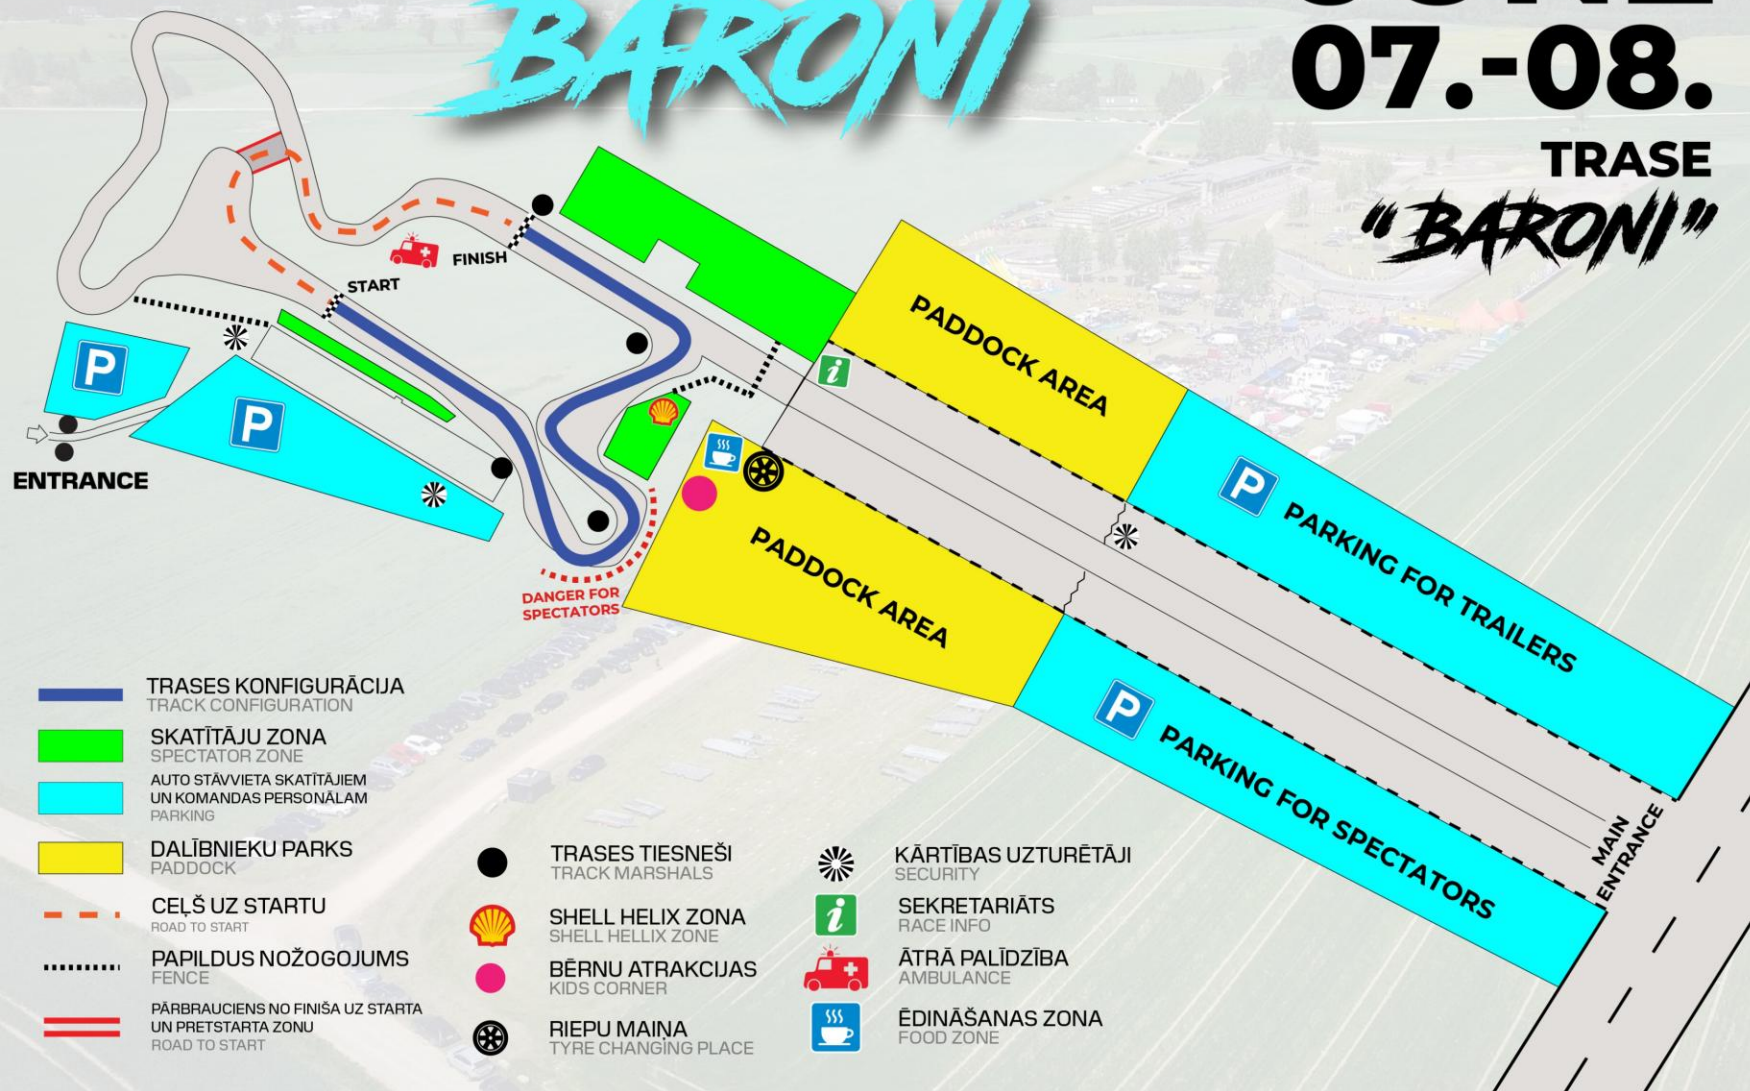 BARONI
JUNE
07.-08.
TRASE
"BARONI"
FINISH
START
P
P
ENTRANCE
DANGER FOR
SPECTATORS
i
PADDOCK AREA
PADDOCK AREA
P PARKING FOR TRAILERS
P PARKING FOR SPECTATORS
MAIN
ENTRANCE
TRASES KONFIGURĀCIJA
TRACK CONFIGURATION
SKATĪTĀJU ZONA
SPECTATOR ZONE
AUTO STĀVVIETA SKATĪTĀJIEM
UN KOMANDAS PERSONĀLAM
PARKING
DALĪBNIEKU PARKS
PADDOCK
CEĻŠ UZ STARTU
ROAD TO START
PAPILDUS NOŽOGOJUMS
FENCE
PĀRBRAUCIENS NO FINIŠA UZ STARTA
UN PRETSTARTA ZONU
ROAD TO START
TRASES TIESNEŠI
TRACK MARSHALS
SHELL HELIX ZONA
SHELL HELLIX ZONE
BĒRNU ATRAKCIJAS
KIDS CORNER
RIEPU MAIŅA
TYRE CHANGING PLACE
KĀRTĪBAS UZTURĒTĀJI
SECURITY
i
SEKRETARIĀTS
RACE INFO
ĀTRĀ PALĪDZĪBA
AMBULANCE
ĒDINĀŠANAS ZONA
FOOD ZONE